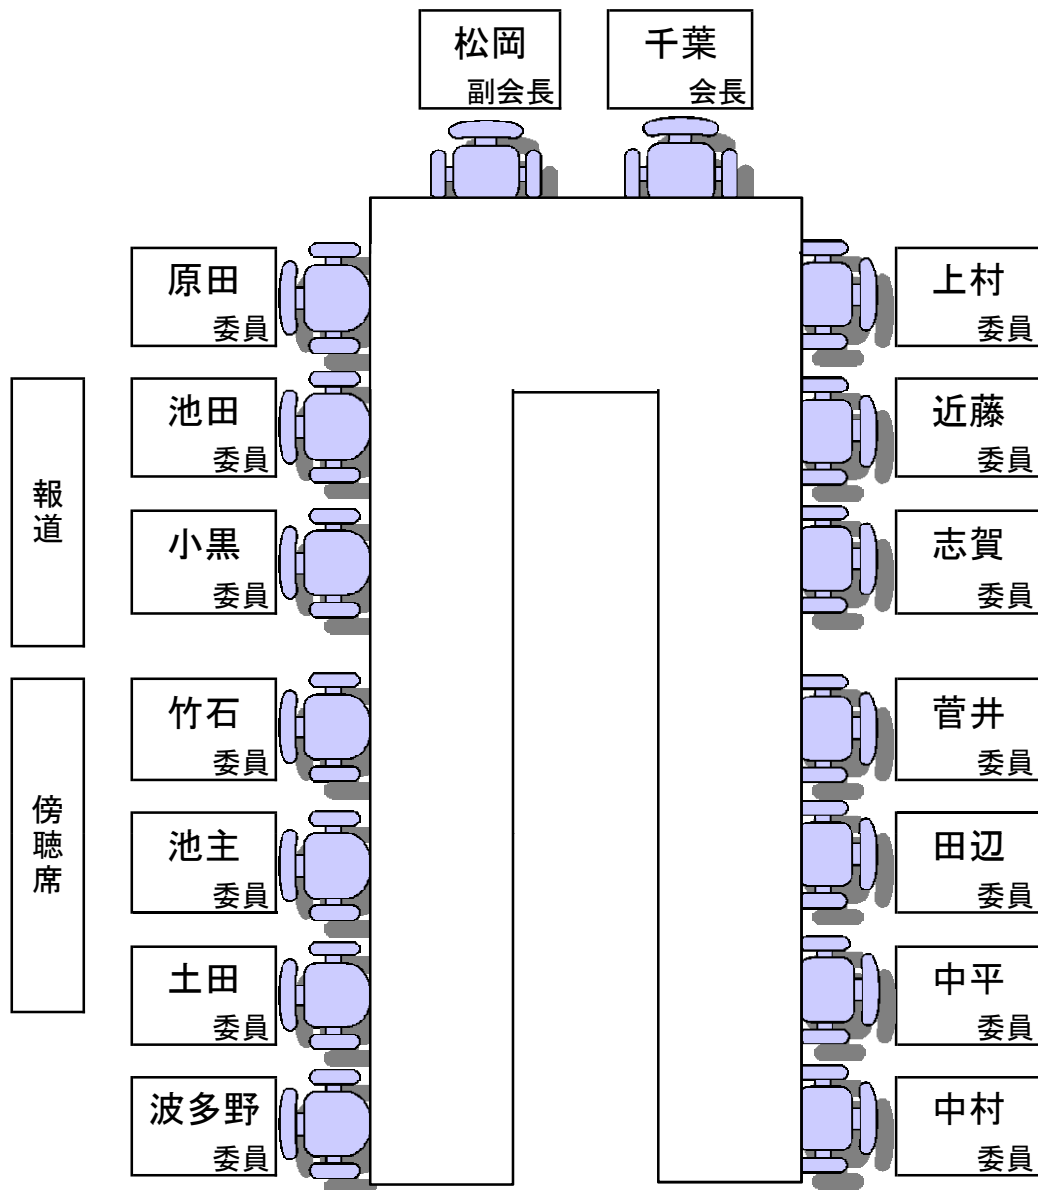 松岡
副会長
千葉
会長
原田
委員
上村
委員
池田
委員
近藤
委員
報道
小黒
委員
志賀
委員
竹石
委員
菅井
委員
傍聴席
池主
委員
田辺
委員
土田
委員
中平
委員
波多野
委員
中村
委員